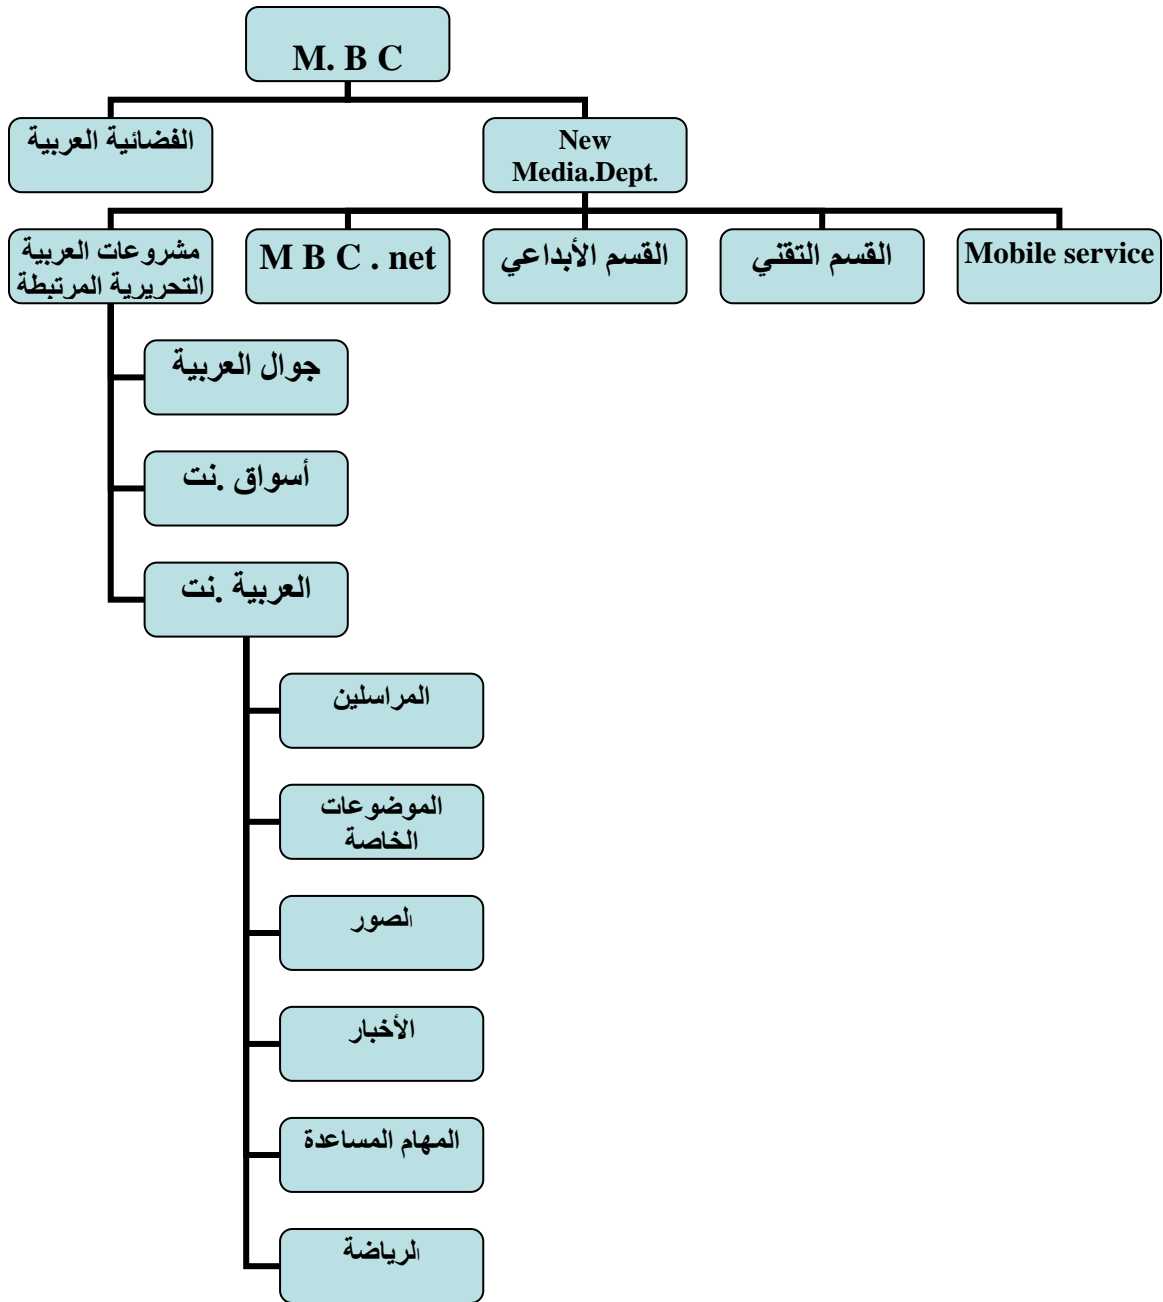 M. B C
الفضائية العربية
New
Media.Dept.
مشروعات العربية
التحريرية المرتبطة
M B C . net
القسم الأبداعي
القسم التقني
Mobile service
جوال العربية
أسواق .نت
العربية .نت
المراسلين
الموضوعات
الخاصة
الصور
الأخبار
المهام المساعدة
الرياضة